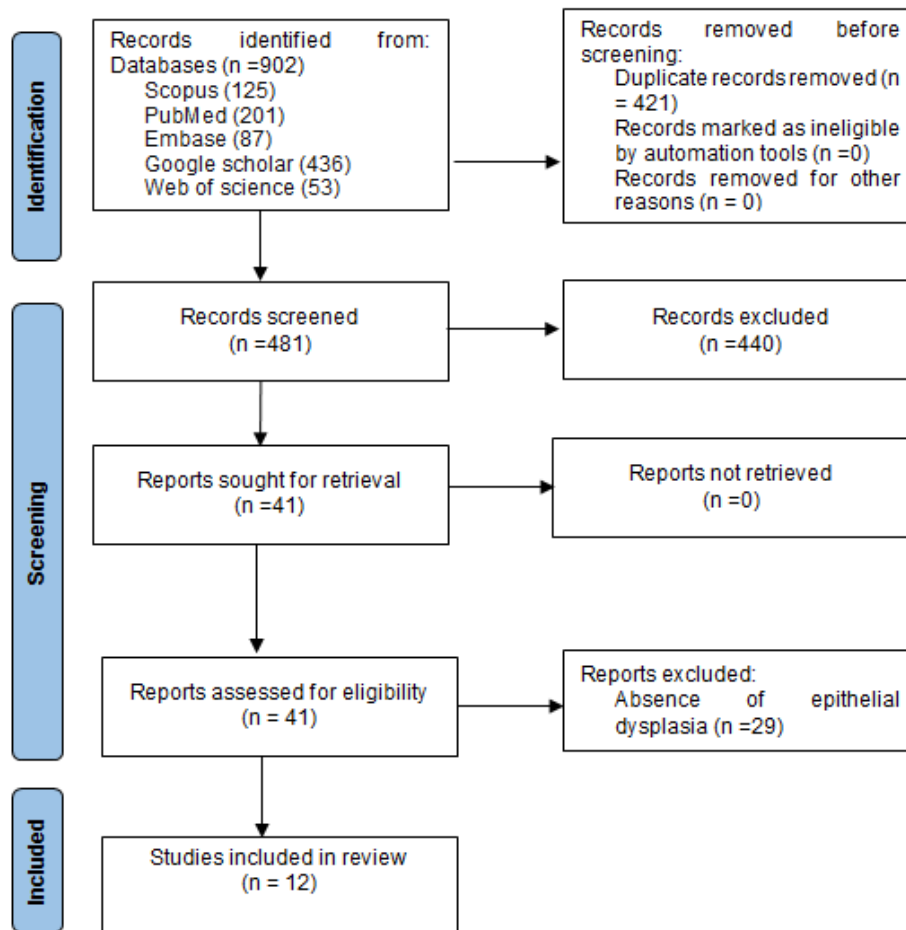 Identification
Records identified from:
Databases (n =902)
Scopus (125)
PubMed (201)
Embase (87)
Google scholar (436)
Web of science (53)
Records removed before
screening:
Duplicate records removed (n
= 421)
Records marked as ineligible
by automation tools (n =0)
Records removed for other
reasons (n = 0)
Screening
Records screened
(n =481)
Records excluded
(n =440)
Reports sought for retrieval
(n =41)
Reports not retrieved
(n =0)
Reports assessed for eligibility
(n = 41)
Reports excluded:
Absence of epithelial
dysplasia (n =29)
Included
Studies included in review
(n = 12)